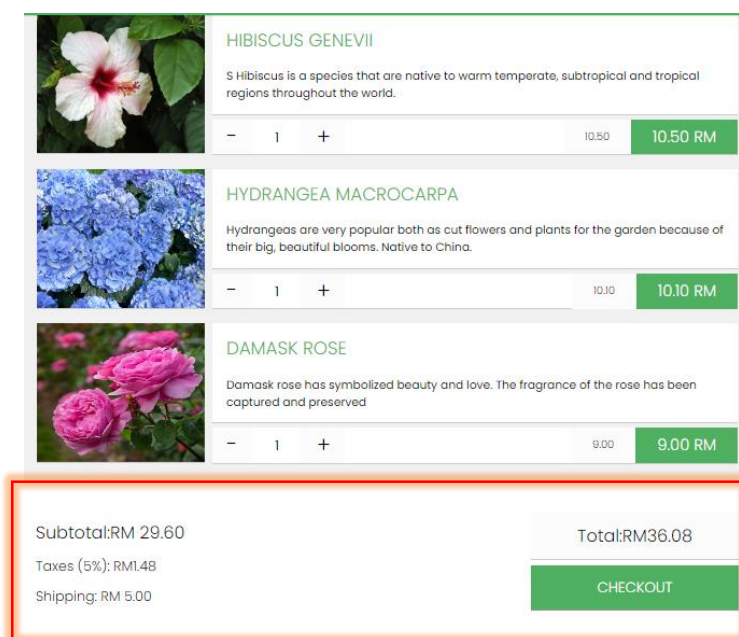 HIBISCUS GENEVII
S Hibiscus is a species that are native to warm temperate, subtropical and tropical
regions throughout the world.
- 1 + 10.50 10.50 RM
HYDRANGEA MACROCARPA
Hydrangeas are very popular both as cut flowers and plants for the garden because of
their big, beautiful blooms. Native to China.
- 1 + 10.10 10.10 RM
DAMASK ROSE
Damask rose has symbolized beauty and love. The fragrance of the rose has been
captured and preserved
- 1 + 9.00 9.00 RM
Subtotal:RM 29.60
Taxes (5%): RM1.48
Shipping: RM 5.00
Total:RM36.08
CHECKOUT